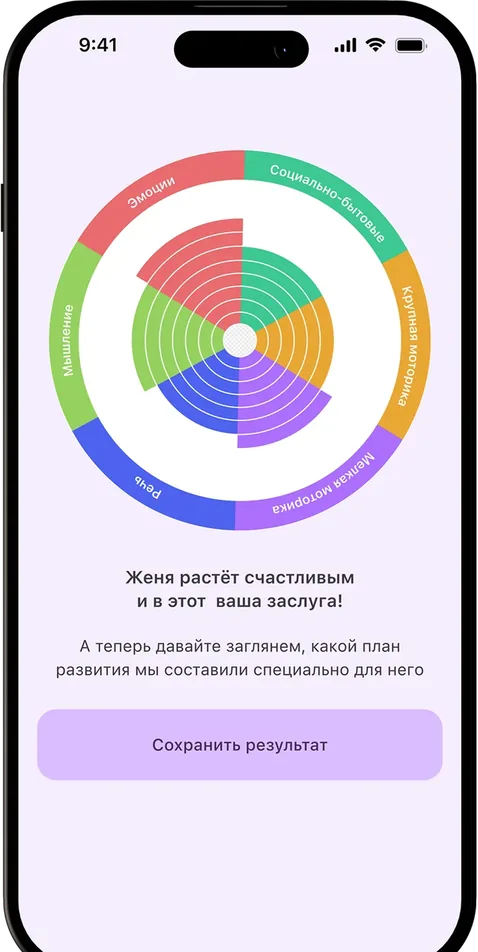 9:41
Эмоции
Социально-бытовые
Крупная моторика
Мелкая моторика
Речь
Мышление
Женя растёт счастливым
и в этот  ваша заслуга!
А теперь давайте заглянем, какой план
развития мы составили специально для него
Сохранить результат